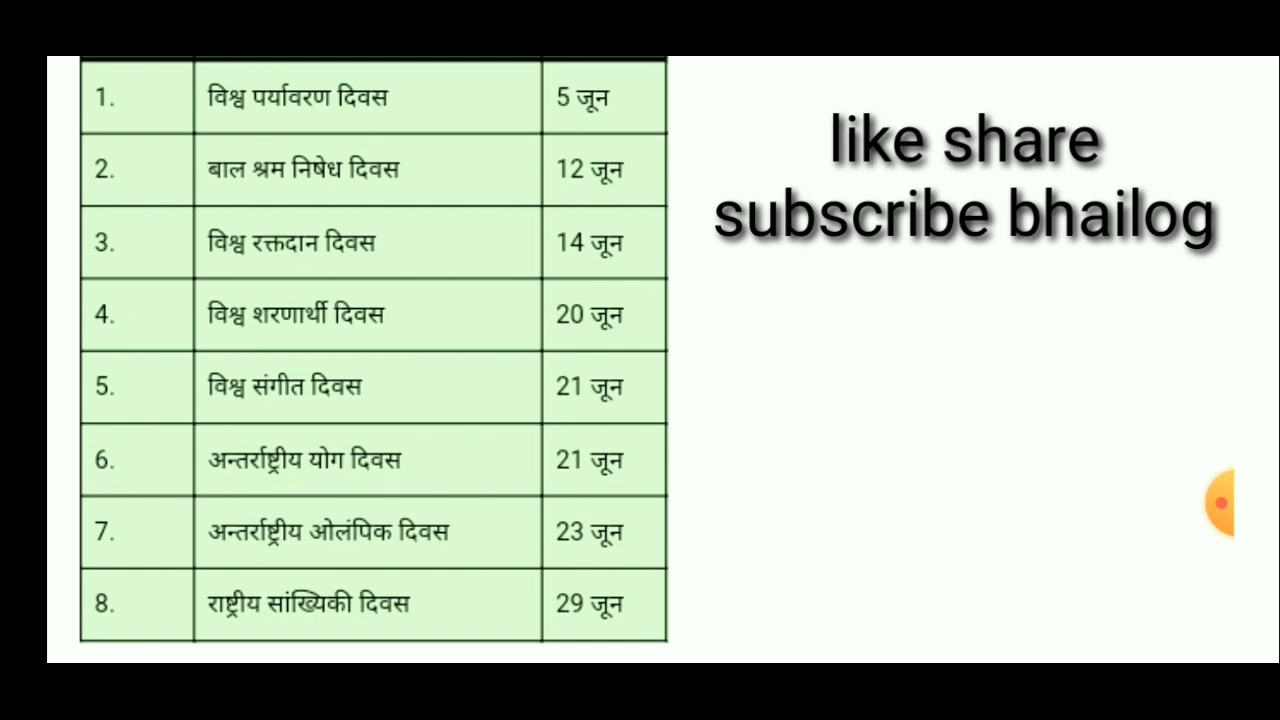 1. विश्व पर्यावरण दिवस 5 जून
2. बाल श्रम निषेध दिवस 12 जून
3. विश्व रक्तदान दिवस 14 जून
4. विश्व शरणार्थी दिवस 20 जून
5. विश्व संगीत दिवस 21 जून
6. अन्तर्राष्ट्रीय योग दिवस 21 जून
7. अन्तर्राष्ट्रीय ओलंपिक दिवस 23 जून
8. राष्ट्रीय सांख्यिकी दिवस 29 जून
like share
subscribe bhailog